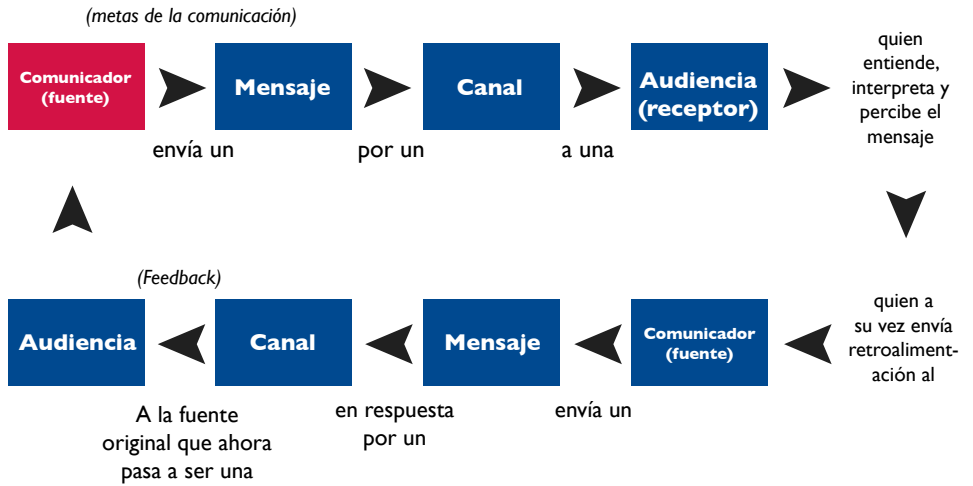 (metas de la comunicación)
Comunicador
(fuente)
envía un
Mensaje
por un
Canal
a una
Audiencia
(receptor)
quien
entiende,
interpreta y
percibe el
mensaje
quien a
su vez envía
retroaliment-
ación al
Comunicador
(fuente)
envía un
Mensaje
en respuesta
por un
Canal
(Feedback)
A la fuente
original que ahora
pasa a ser una
Audiencia